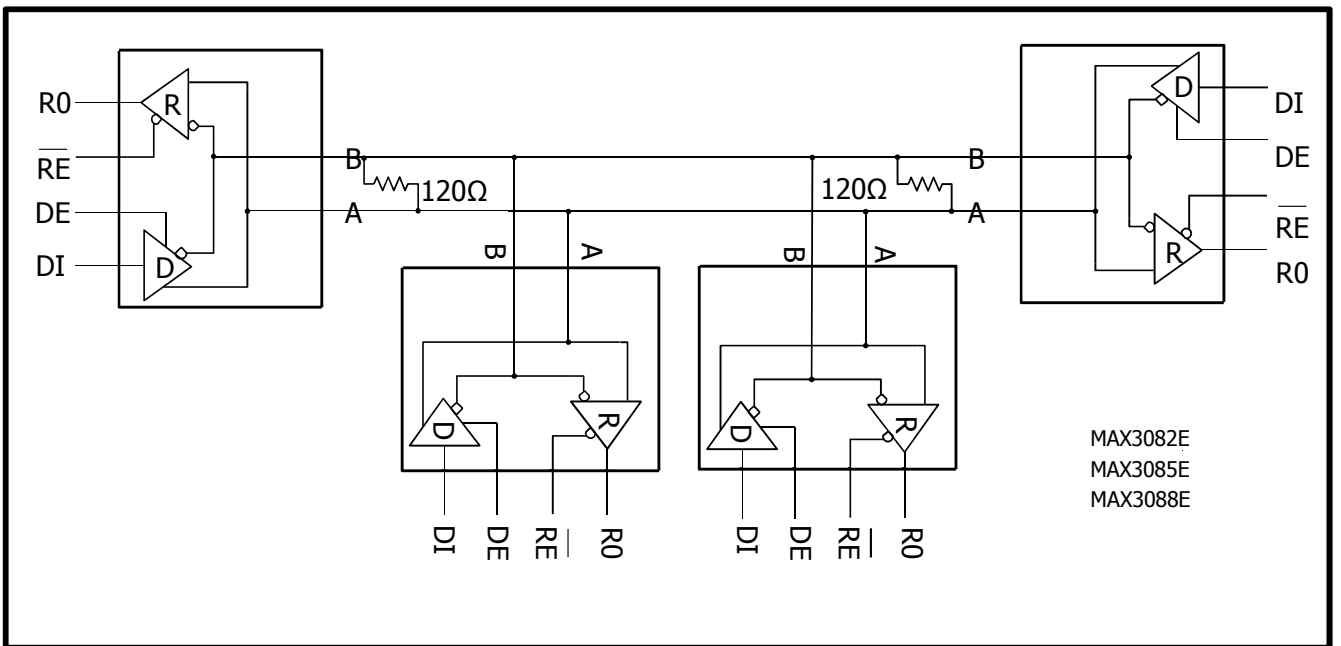 R0
RE
DE
DI
R
D
B
A
120Ω
120Ω
B
A
D
R
DI
DE
RE
R0
B
A
D
R
DI
DE
RE
R0
B
A
D
R
DI
DE
RE
R0
MAX3082E
MAX3085E
MAX3088E